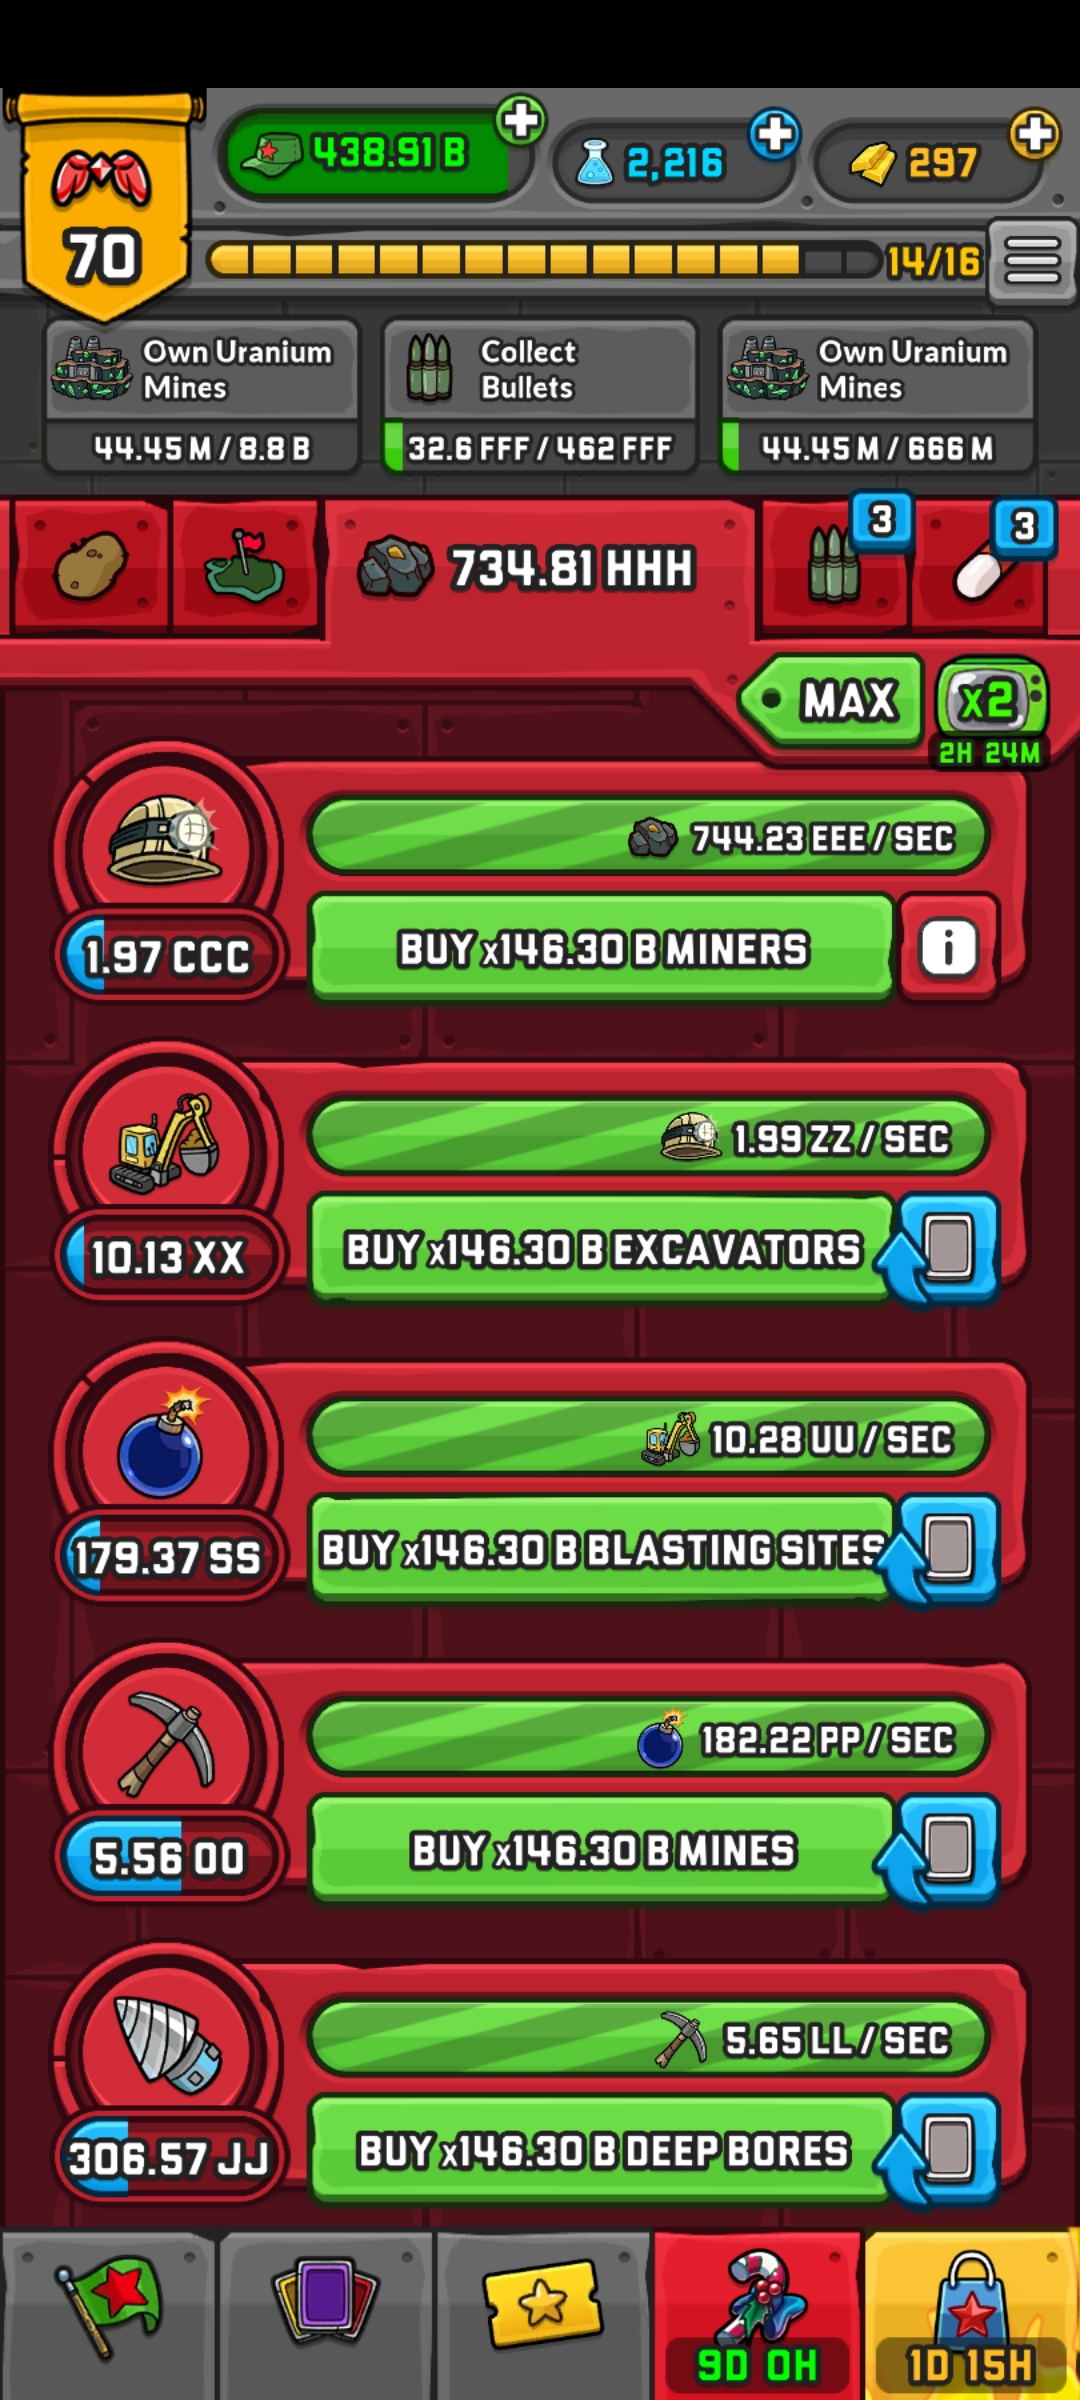 438.91 B
2,216
297
70
14/16
Own Uranium
Mines
44.45 M / 8.8 B
Collect
Bullets
32.6 FFF / 462 FFF
Own Uranium
Mines
44.45 M / 666 M
734.81 HHH
3
3
MAX
x2
2H 24M
744.23 EEE / SEC
1.97 CCC
BUY x146.30 B MINERS
i
1.99 ZZ / SEC
10.13 XX
BUY x146.30 B EXCAVATORS
10.28 UU / SEC
179.37 SS
BUY x146.30 B BLASTING SITES
182.22 PP / SEC
5.56 OO
BUY x146.30 B MINES
5.65 LL / SEC
306.57 JJ
BUY x146.30 B DEEP BORES
9D 0H
1D 15H